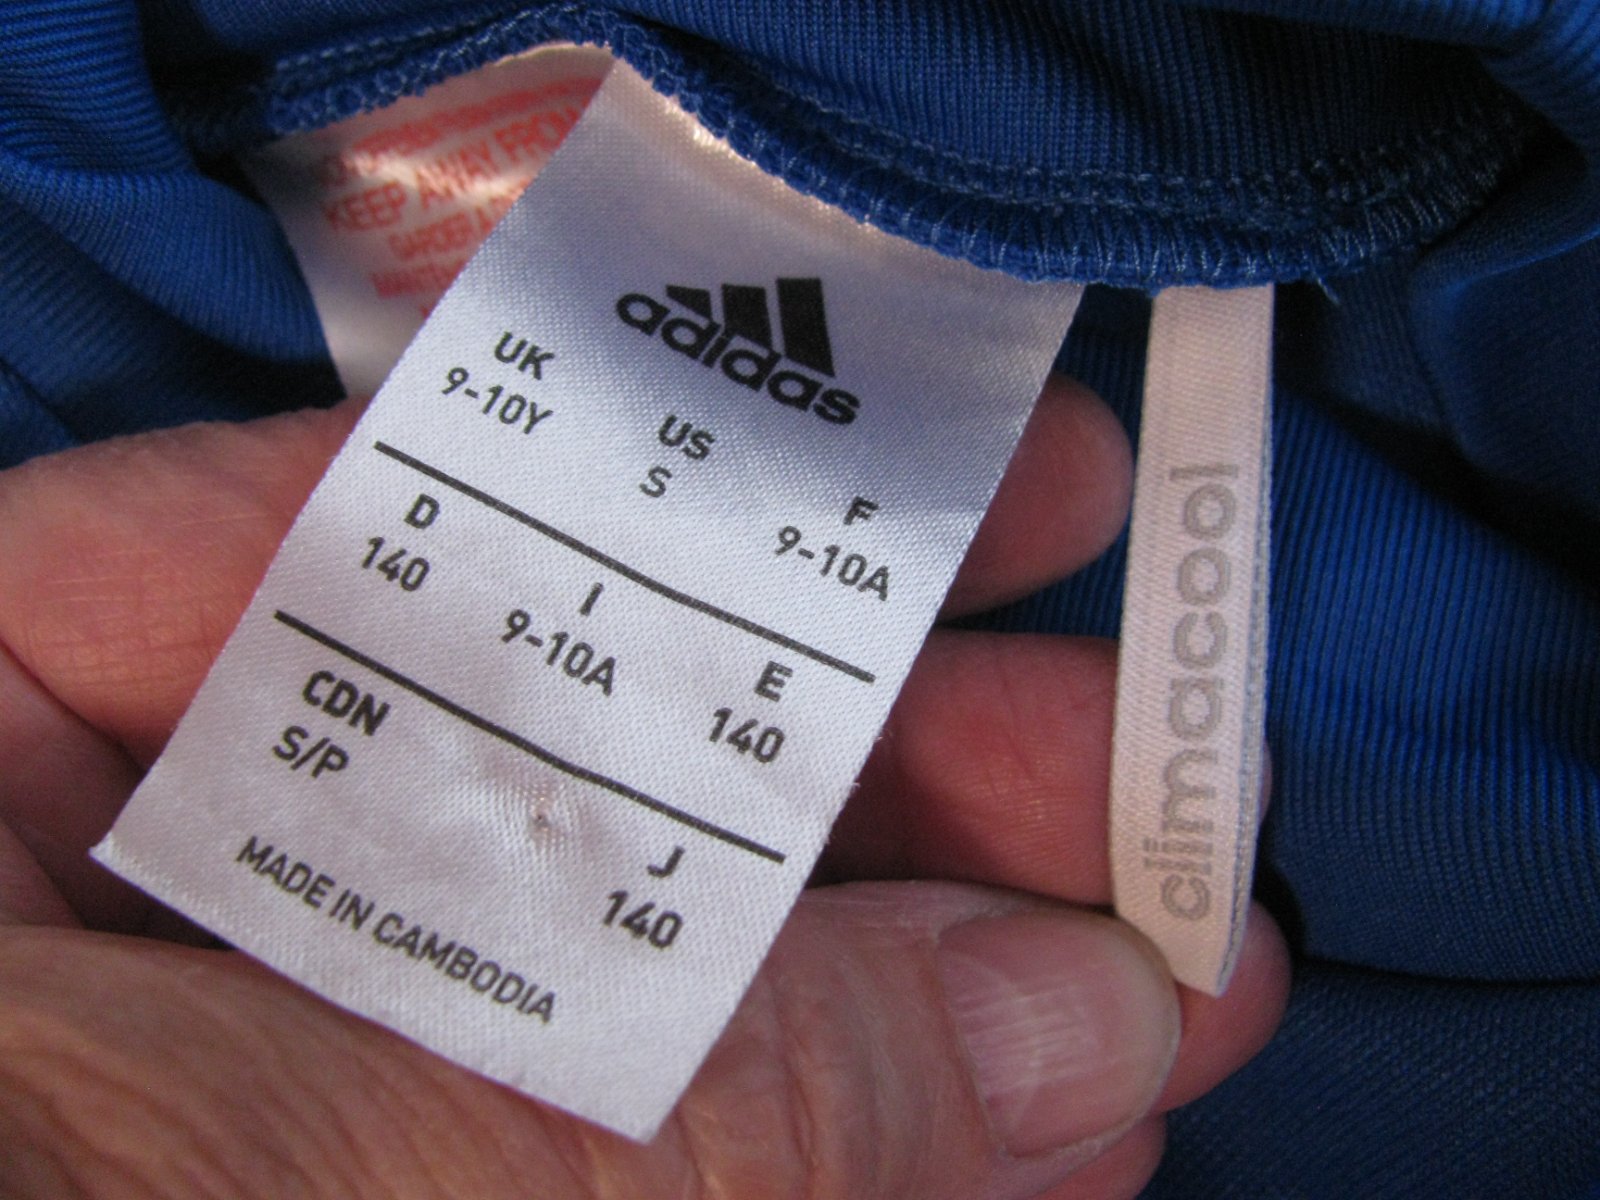 KEEP AWAY FROM
adidas
UK
9-10Y
US
S
F
9-10A
D
140
I
9-10A
E
140
CDN
S/P
J
140
MADE IN CAMBODIA
climacool